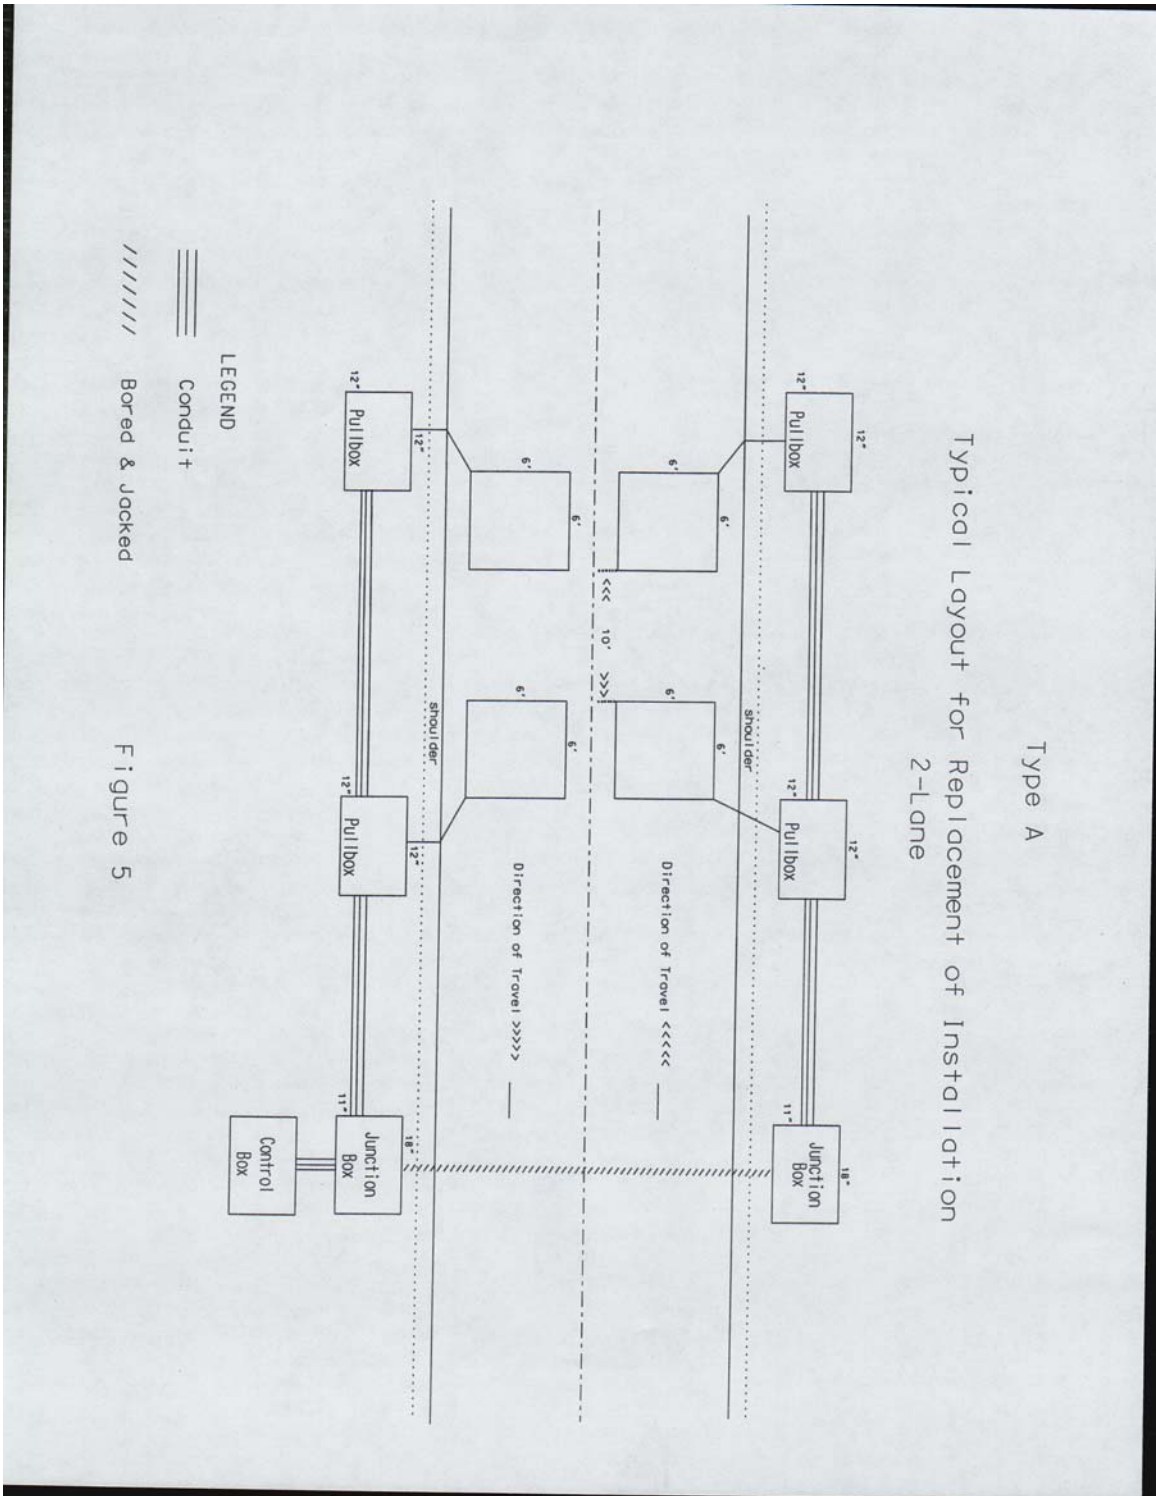 Type A
Typical Layout for Replacement of Installation
2-Lane
12"
12"
18"
12"
Pullbox
12"
Pullbox
11"
Junction
Box
shoulder
6'
6'
6'
6'
Direction of Travel <<<<<
<<< 10' >>>
6'
6'
6'
6'
Direction of Travel >>>>>
shoulder
12"
12"
18"
12"
Pullbox
12"
Pullbox
11"
Junction
Box
Control
Box
LEGEND
Conduit
Bored & Jacked
Figure 5